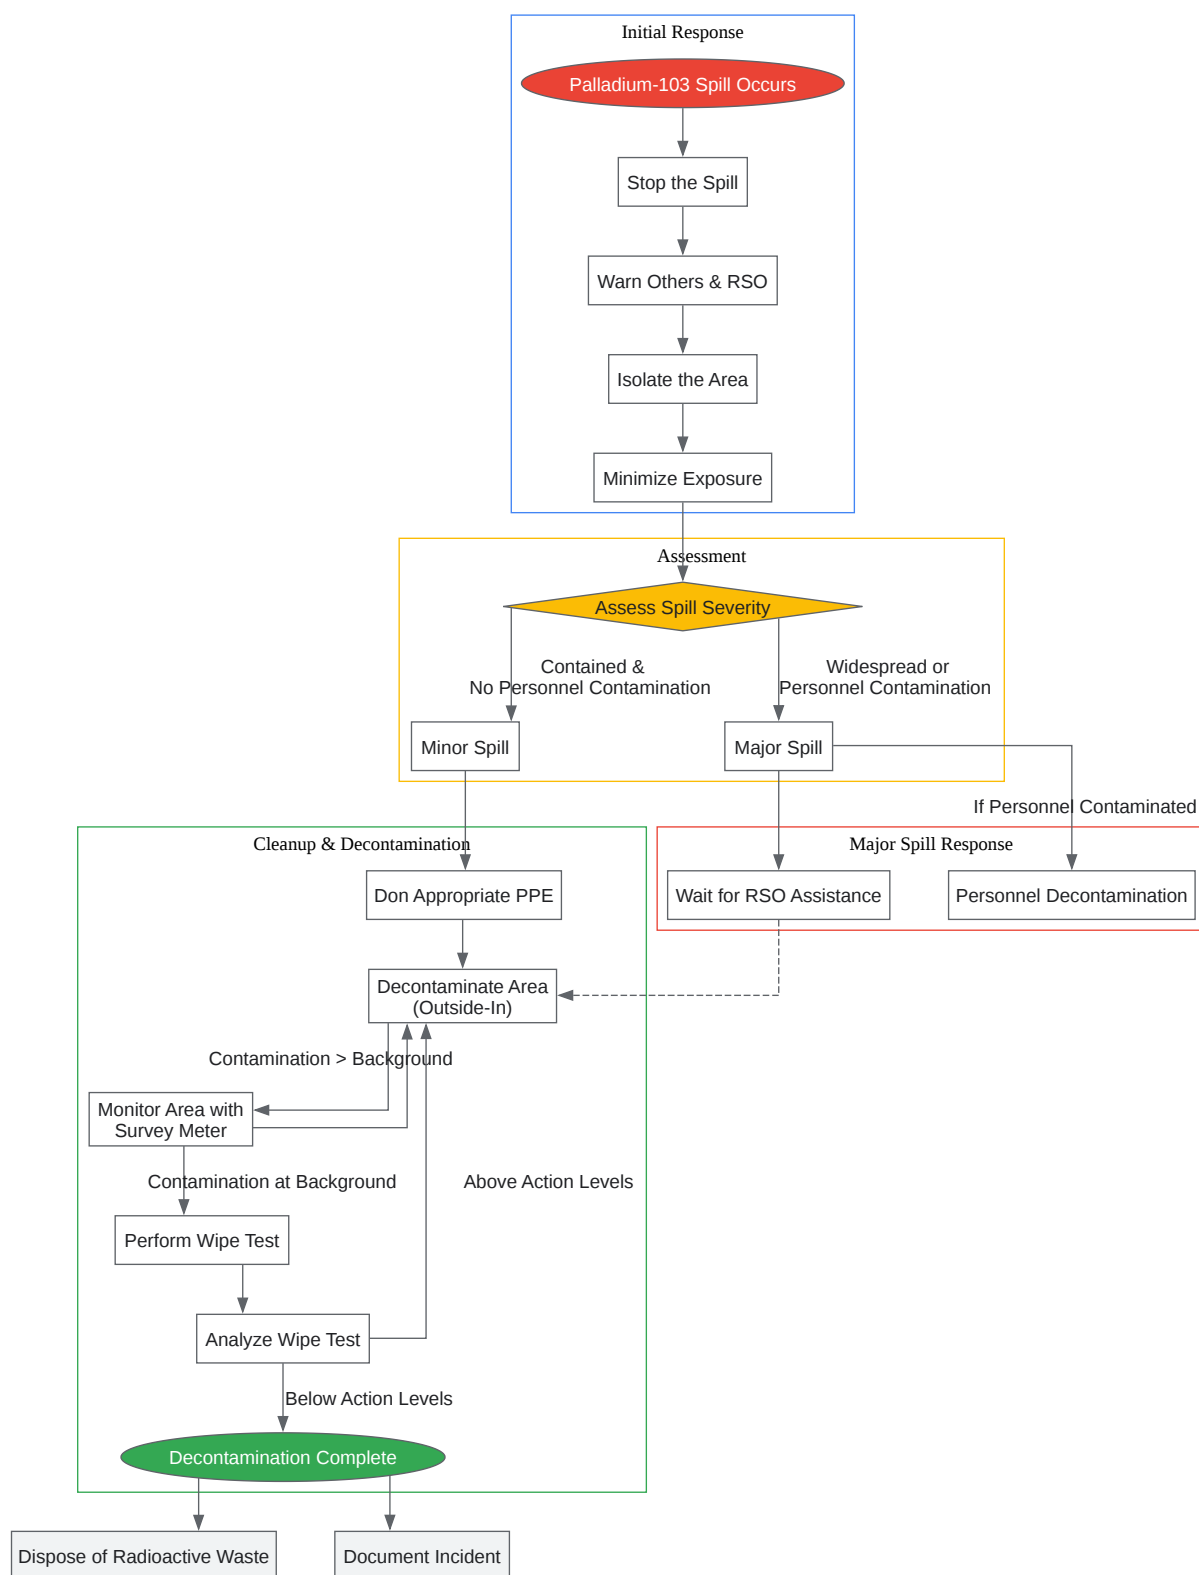 Initial Response
Palladium-103 Spill Occurs
Stop the Spill
Warn Others & RSO
Isolate the Area
Minimize Exposure
Assessment
Assess Spill Severity
Contained &
No Personnel Contamination
Widespread or
Personnel Contamination
Minor Spill
Major Spill
If Personnel Contaminated
Cleanup & Decontamination
Major Spill Response
Don Appropriate PPE
Wait for RSO Assistance
Personnel Decontamination
Decontaminate Area
(Outside-In)
Contamination > Background
Monitor Area with
Survey Meter
Contamination at Background
Above Action Levels
Perform Wipe Test
Analyze Wipe Test
Below Action Levels
Decontamination Complete
Dispose of Radioactive Waste
Document Incident